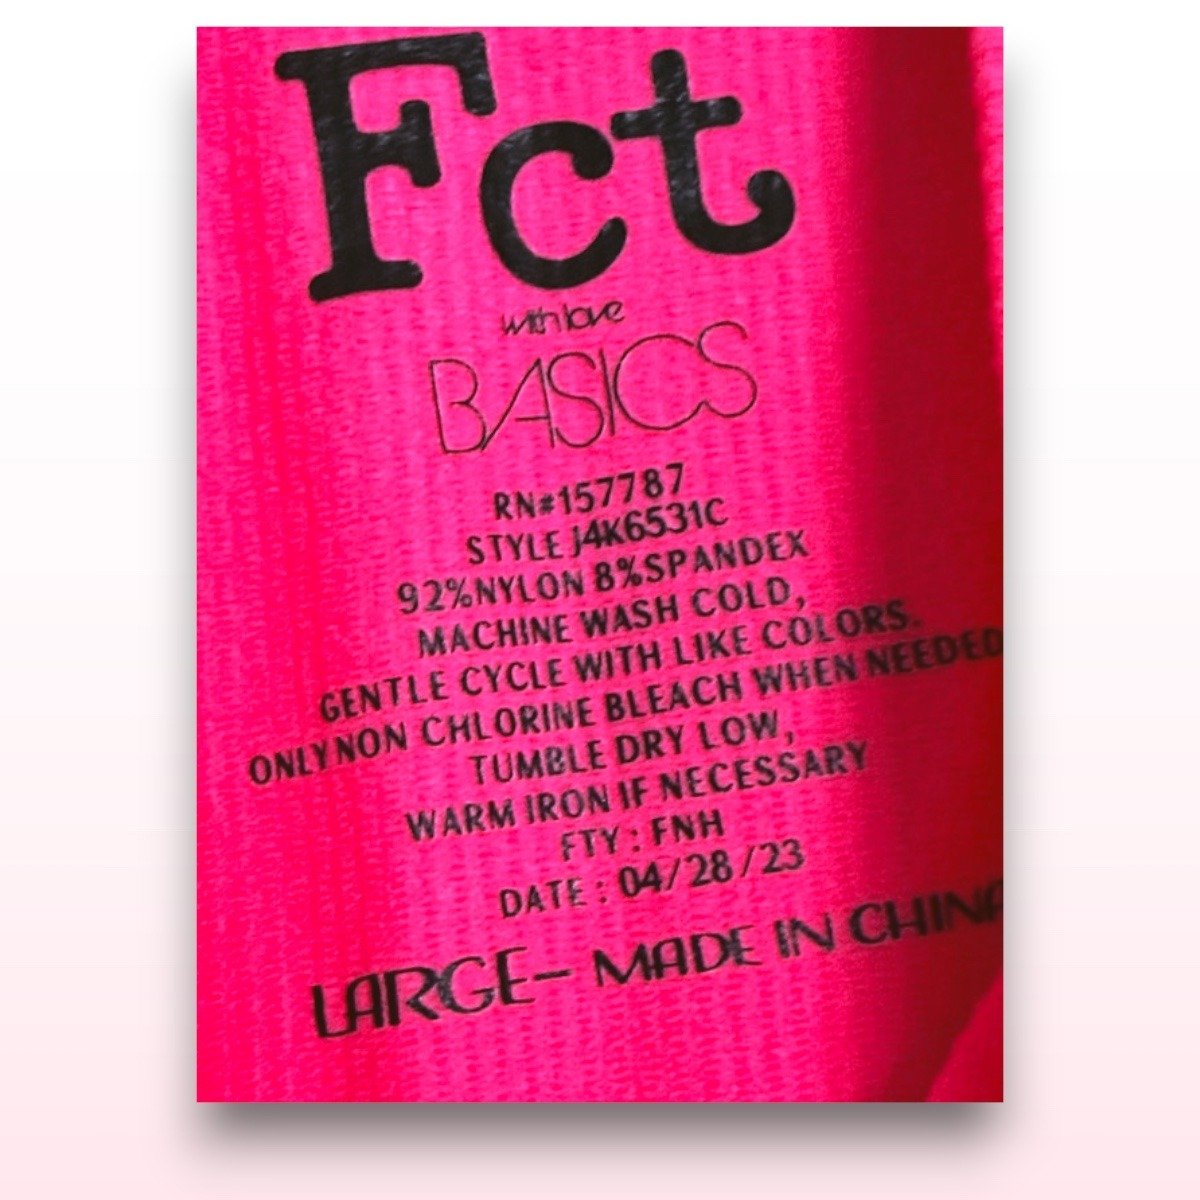 Fct
with love
BASICS
RN#157787
STYLE J4K6531C
92%NYLON 8%SPANDEX
MACHINE WASH COLD,
GENTLE CYCLE WITH LIKE COLORS.
ONLYNON CHLORINE BLEACH WHEN NEEDED
TUMBLE DRY LOW,
WARM IRON IF NECESSARY
FTY : FNH
DATE : 04/28/23
LARGE- MADE IN CHINA